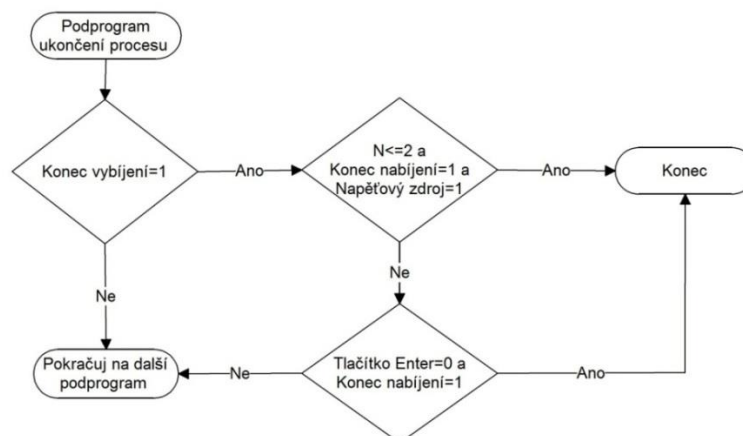 Podprogram
ukončení procesu
Konec vybíjení=1
Ano
N<=2 a
Konec nabíjení=1 a
Napěťový zdroj=1
Ano
Konec
Ne
Ne
Pokračuj na další
podprogram
Ne
Tlačítko Enter=0 a
Konec nabíjení=1
Ano